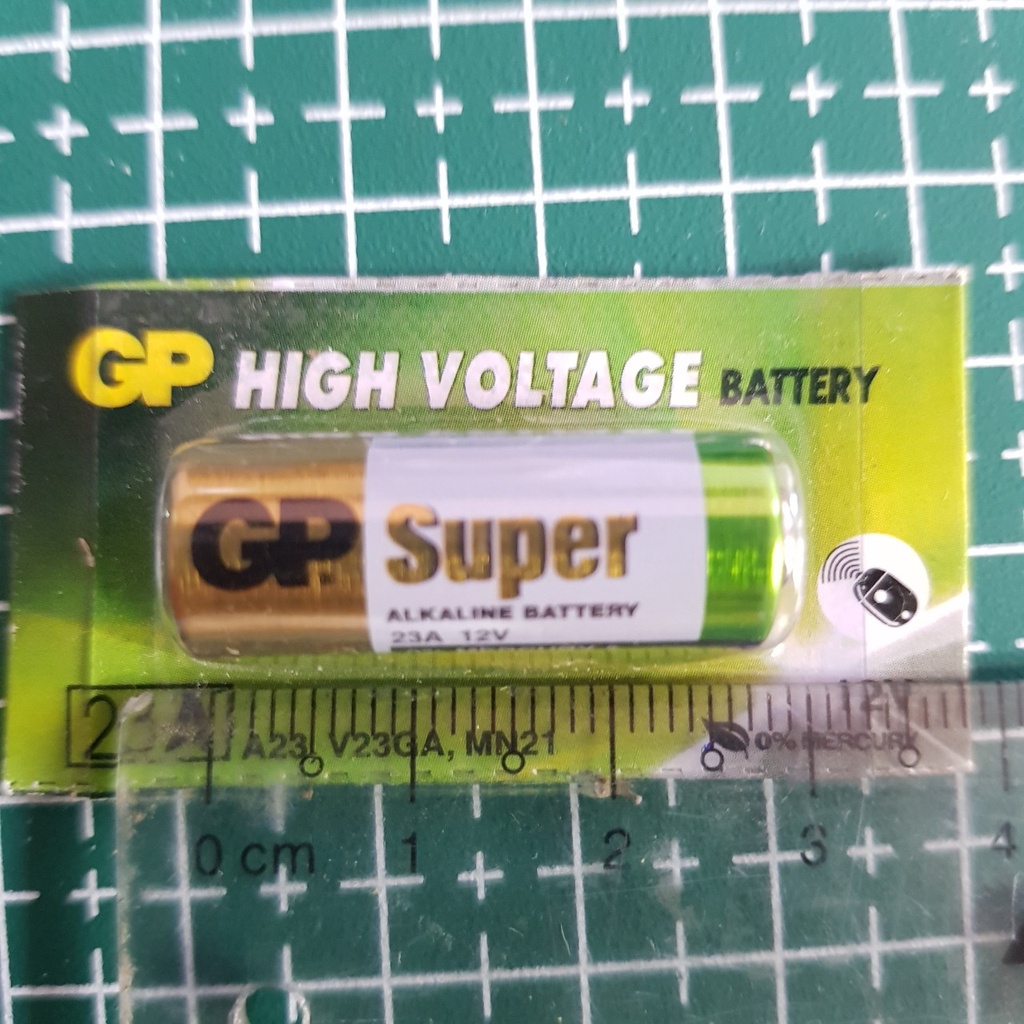 GP HIGH VOLTAGE BATTERY
GP Super
ALKALINE BATTERY
23A 12V
12V
A23, V23GA, MN21 0% MERCURY
0 cm 1 2 3 4